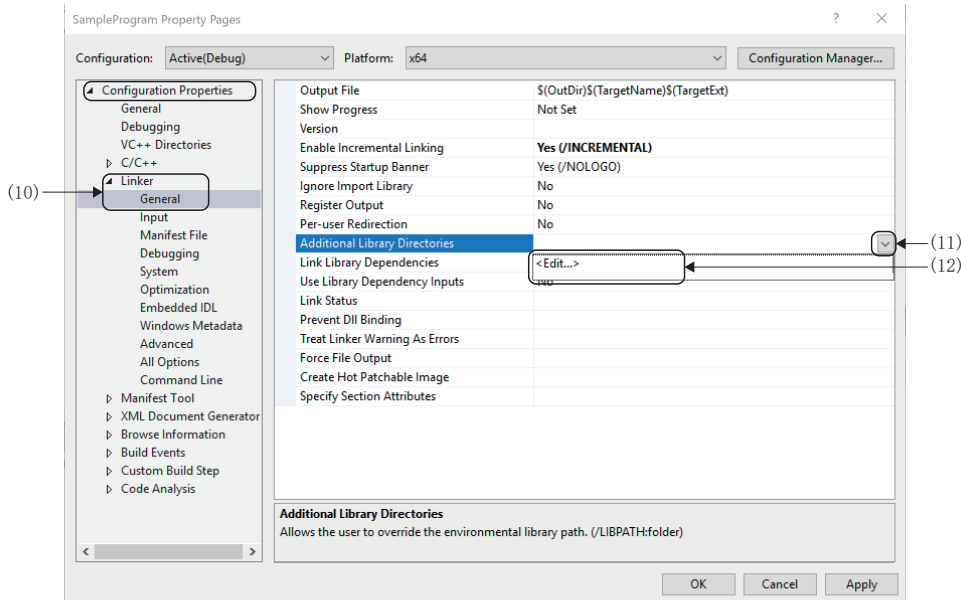 SampleProgram Property Pages
? ×
Configuration: Active(Debug) Platform: x64 Configuration Manager...
Configuration Properties
General
Debugging
VC++ Directories
C/C++
Linker
General
Input
Manifest File
Debugging
System
Optimization
Embedded IDL
Windows Metadata
Advanced
All Options
Command Line
Manifest Tool
XML Document Generator
Browse Information
Build Events
Custom Build Step
Code Analysis
(10)
Output File $(OutDir)$(TargetName)$(TargetExt)
Show Progress Not Set
Version
Enable Incremental Linking Yes (/INCREMENTAL)
Suppress Startup Banner Yes (/NOLOGO)
Ignore Import Library No
Register Output No
Per-user Redirection No
Additional Library Directories
(11)
Link Library Dependencies <Edit...>
(12)
Use Library Dependency Inputs No
Link Status
Prevent Dll Binding
Treat Linker Warning As Errors
Force File Output
Create Hot Patchable Image
Specify Section Attributes
Additional Library Directories
Allows the user to override the environmental library path. (/LIBPATH:folder)
OK Cancel Apply